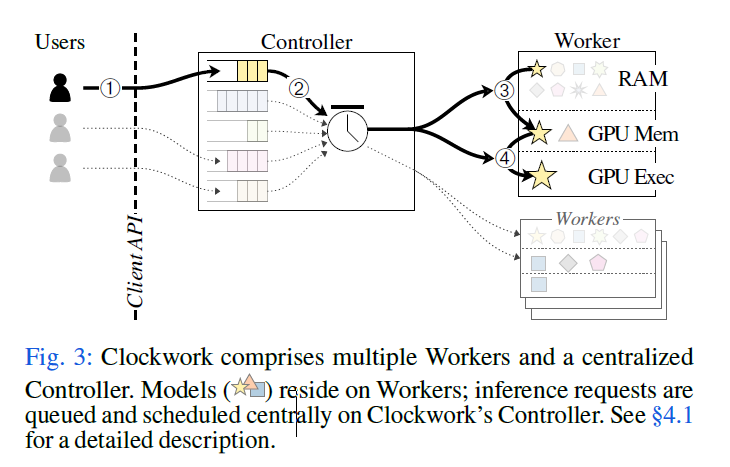 Users
Controller
Worker
①
②
③
④
RAM
GPU Mem
GPU Exec
Client API
Workers
Fig. 3: Clockwork comprises multiple Workers and a centralized
Controller. Models () reside on Workers; inference requests are
queued and scheduled centrally on Clockwork's Controller. See §4.1
for a detailed description.